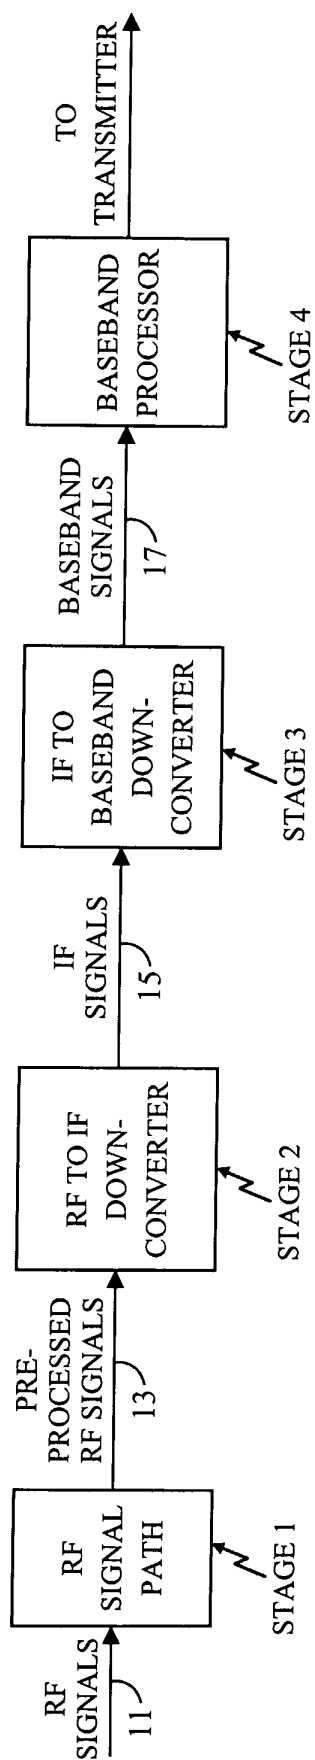 RF
SIGNALS
11
RF
SIGNAL
PATH
STAGE 1
PRE-
PROCESSED
RF SIGNALS
13
RF TO IF
DOWN-
CONVERTER
STAGE 2
IF
SIGNALS
15
IF TO
BASEBAND
DOWN-
CONVERTER
STAGE 3
BASEBAND
SIGNALS
17
BASEBAND
PROCESSOR
STAGE 4
TO
TRANSMITTER